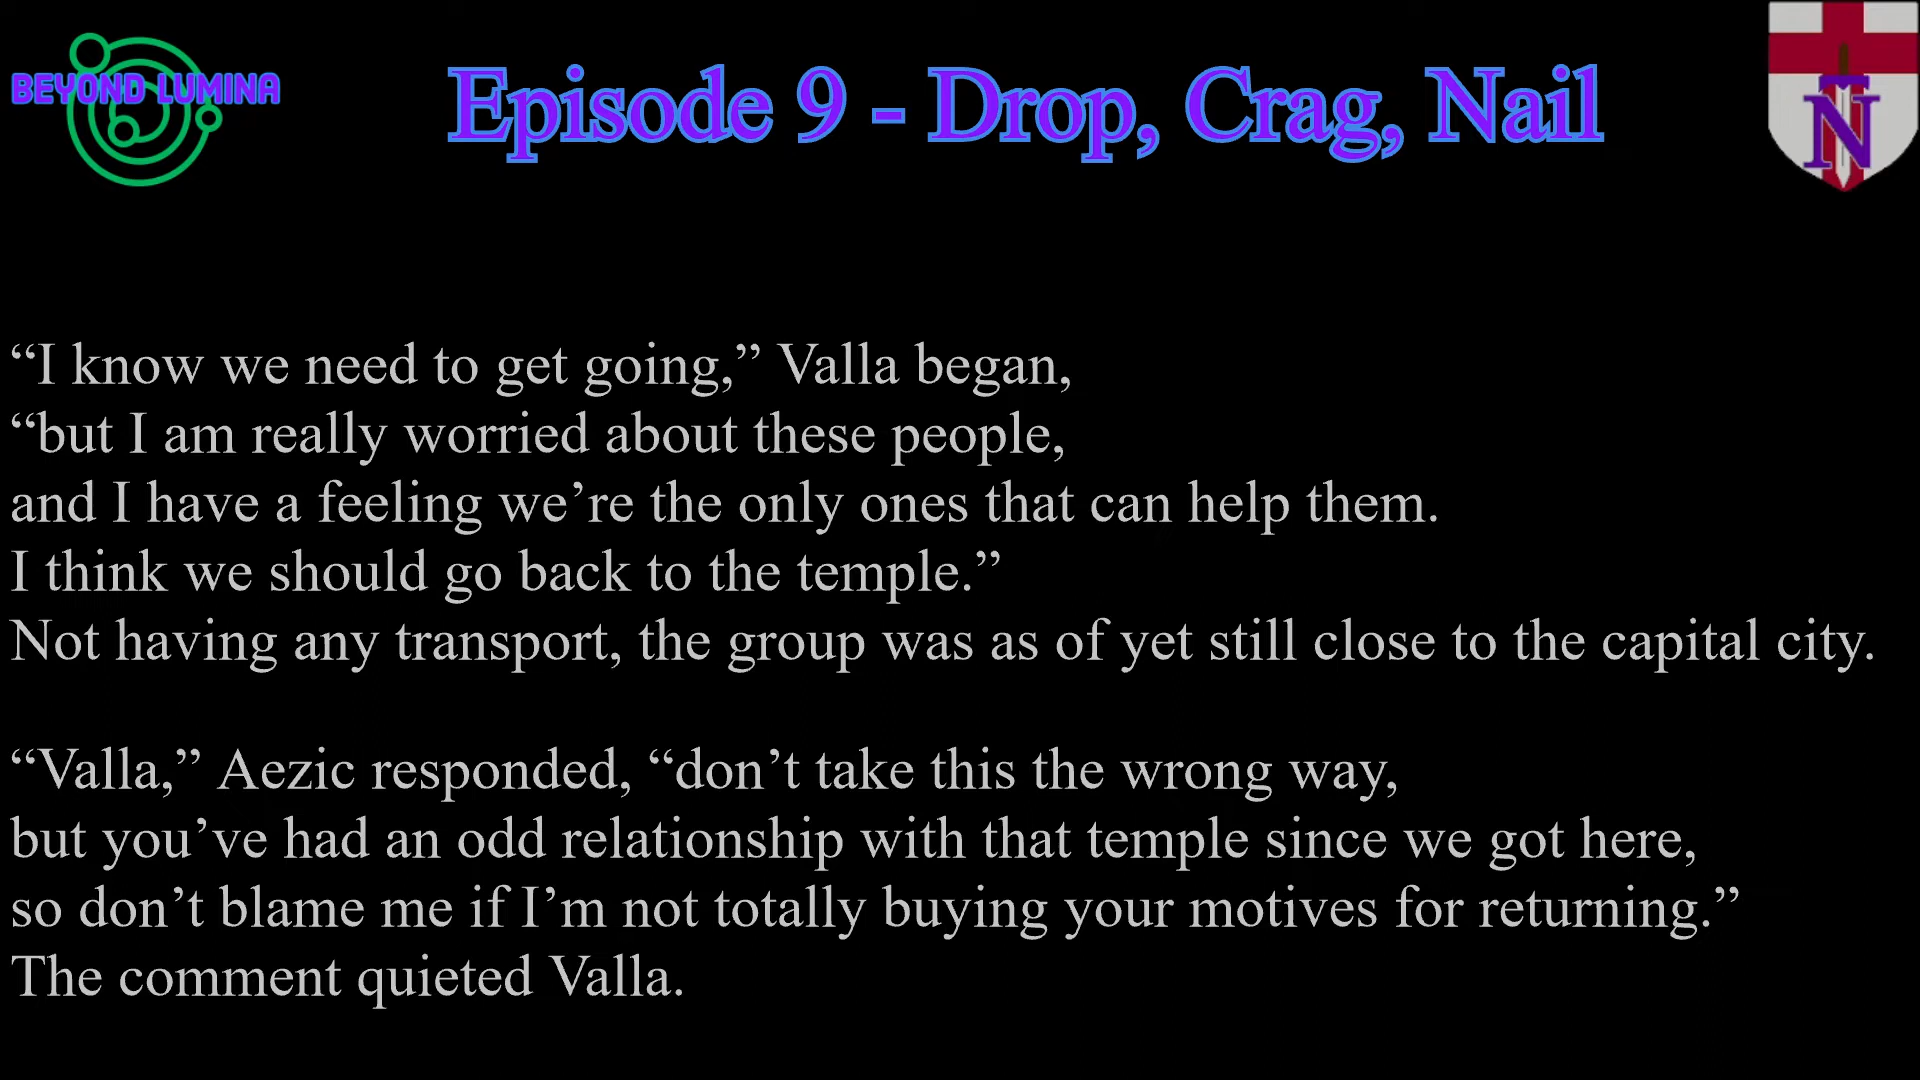 BEYOND LUMINA
Episode 9 - Drop, Crag, Nail
N
“I know we need to get going,” Valla began,
“but I am really worried about these people,
and I have a feeling we’re the only ones that can help them.
I think we should go back to the temple.”
Not having any transport, the group was as of yet still close to the capital city.
“Valla,” Aezic responded, “don’t take this the wrong way,
but you’ve had an odd relationship with that temple since we got here,
so don’t blame me if I’m not totally buying your motives for returning.”
The comment quieted Valla.